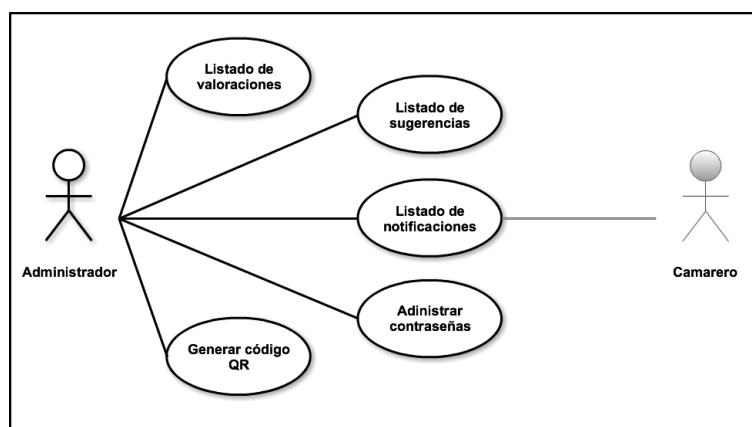 Listado de
valoraciones
Listado de
sugerencias
Listado de
notificaciones
Administrador
Camarero
Adinistrar
contraseñas
Generar código
QR